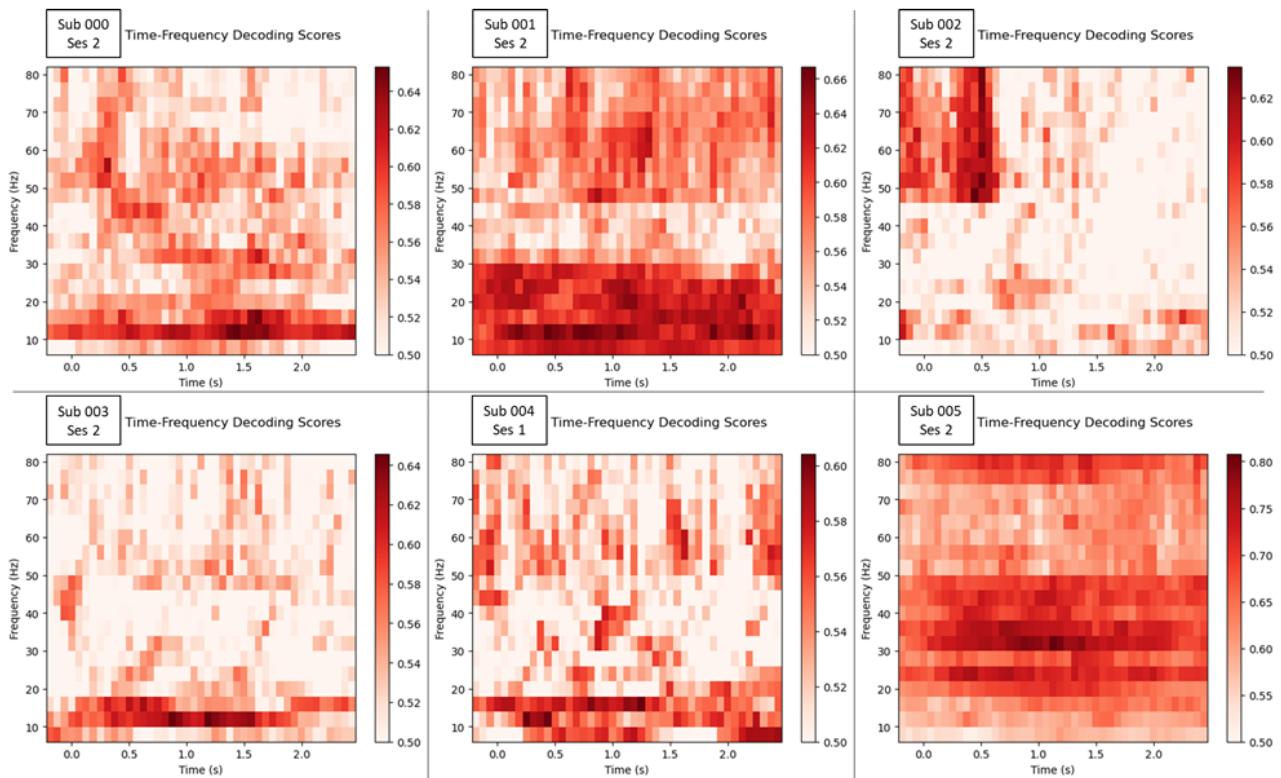 Sub 000
Ses 2
Time-Frequency Decoding Scores
80
70
60
50
40
30
20
10
Frequency (Hz)
0.0 0.5 1.0 1.5 2.0
Time (s)
0.64
0.62
0.60
0.58
0.56
0.54
0.52
0.50
Sub 001
Ses 2
Time-Frequency Decoding Scores
80
70
60
50
40
30
20
10
Frequency (Hz)
0.0 0.5 1.0 1.5 2.0
Time (s)
0.66
0.64
0.62
0.60
0.58
0.56
0.54
0.52
0.50
Sub 002
Ses 2
Time-Frequency Decoding Scores
80
70
60
50
40
30
20
10
Frequency (Hz)
0.0 0.5 1.0 1.5 2.0
Time (s)
0.62
0.60
0.58
0.56
0.54
0.52
0.50
Sub 003
Ses 2
Time-Frequency Decoding Scores
80
70
60
50
40
30
20
10
Frequency (Hz)
0.0 0.5 1.0 1.5 2.0
Time (s)
0.64
0.62
0.60
0.58
0.56
0.54
0.52
0.50
Sub 004
Ses 1
Time-Frequency Decoding Scores
80
70
60
50
40
30
20
10
Frequency (Hz)
0.0 0.5 1.0 1.5 2.0
Time (s)
0.60
0.58
0.56
0.54
0.52
0.50
Sub 005
Ses 2
Time-Frequency Decoding Scores
80
70
60
50
40
30
20
10
Frequency (Hz)
0.0 0.5 1.0 1.5 2.0
Time (s)
0.80
0.75
0.70
0.65
0.60
0.55
0.50